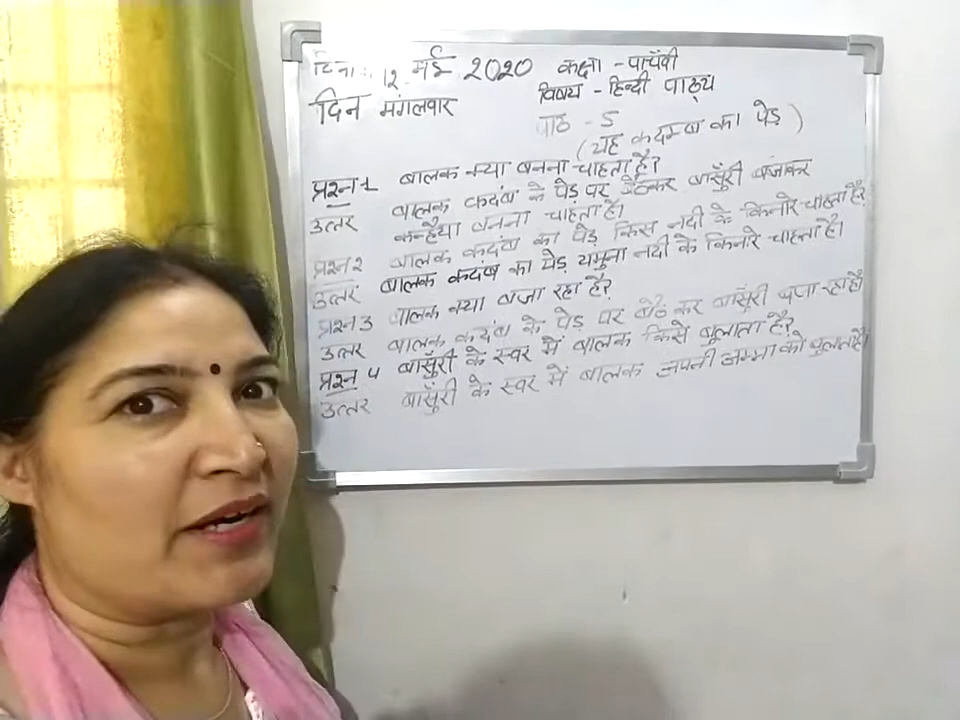 दिनांक 12 मई 2020 कक्षा - पाचँवी
दिन मंगलवार विषय - हिन्दी पाठ्य
पाठ - 5
(यह कदम्ब का पेड़)
प्रश्न 1 बालक क्या बनना चाहता है?
उत्तर बालक कदंब के पेड़ पर बैठकर बाँसुँरी बजाकर
कन्हैया बनना चाहता है।
प्रश्न 2 बालक कदंब का पेड़ किस नदी के किनारे चाहता है?
उत्तर बालक कदंब का पेड़ यमुना नदी के किनारे चाहता है।
प्रश्न 3 बालक क्या बजा रहा है?
उत्तर बालक कदंब के पेड़ पर बैठ कर बाँसुँरी बजा रहा है
प्रश्न 4 बाँसुँरी के स्वर में बालक किसे बुलाता है?
उत्तर बाँसुँरी के स्वर में बालक अपनी अम्मा को बुलता है।